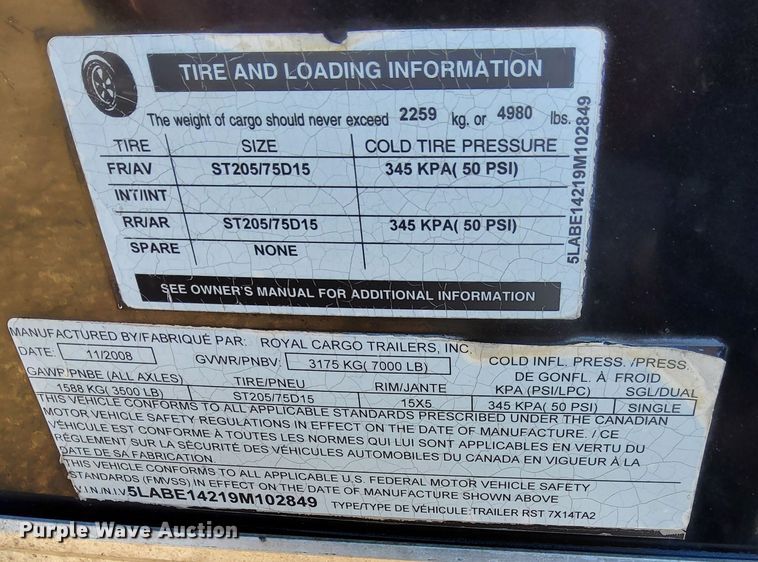 TIRE AND LOADING INFORMATION
The weight of cargo should never exceed 2259 kg. or 4980 lbs.
TIRE SIZE COLD TIRE PRESSURE
FR/AV ST205/75D15 345 KPA( 50 PSI)
INT/INT
RR/AR ST205/75D15 345 KPA( 50 PSI)
SPARE NONE
SEE OWNER'S MANUAL FOR ADDITIONAL INFORMATION
5LABE14219M102849
MANUFACTURED BY/FABRIQUÉ PAR: ROYAL CARGO TRAILERS, INC.
DATE: 11/2008 GVWR/PNBV: 3175 KG( 7000 LB) COLD INFL. PRESS. /PRESS.
DE GONFL. À FROID
GAWR/PNBE (ALL AXLES) TIRE/PNEU RIM/JANTE KPA (PSI/LPC) SGL/DUAL
1588 KG( 3500 LB) ST205/75D15 15X5 345 KPA( 50 PSI) SINGLE
THIS VEHICLE CONFORMS TO ALL APPLICABLE STANDARDS PRESCRIBED UNDER THE CANADIAN
MOTOR VEHICLE SAFETY REGULATIONS IN EFFECT ON THE DATE OF MANUFACTURE. / CE
VÉHICULE EST CONFORME À TOUTES LES NORMES QUI LUI SONT APPLICABLES EN VERTU DU
RÈGLEMENT SUR LA SÉCURITÉ DES VÉHICULES AUTOMOBILES DU CANADA EN VIGUEUR À LA
DATE DE SA FABRICATION.
THIS VEHICLE CONFORMS TO ALL APPLICABLE U.S. FEDERAL MOTOR VEHICLE SAFETY
STANDARDS (FMVSS) IN EFFECT ON THE DATE OF MANUFACTURE SHOWN ABOVE
V.I.N./N.I.V 5LABE14219M102849 TYPE/TYPE DE VÉHICULE:TRAILER RST 7X14TA2
Purple Wave Auction